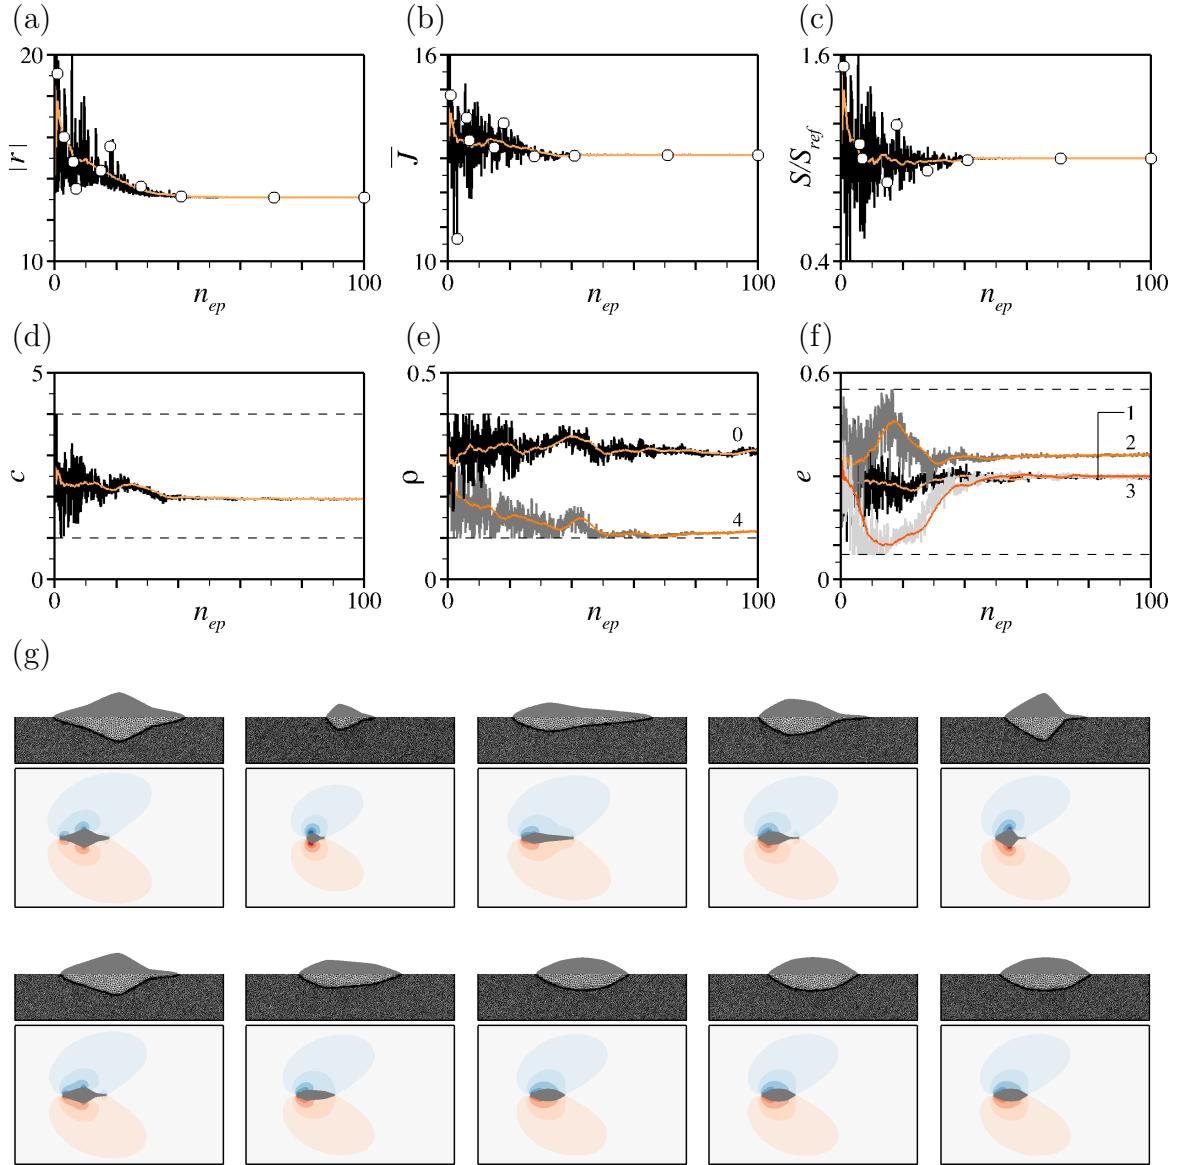 (a) (b) (c)
20 16 1.6
|r| J S/S_ref
10 10 0.4
0 100 0 100 0 100
n_ep n_ep n_ep
(d) (e) (f)
5 0.5 0.6
c ρ e
0 4 1 2 3
0 0 0
0 100 0 100 0 100
n_ep n_ep n_ep
(g)